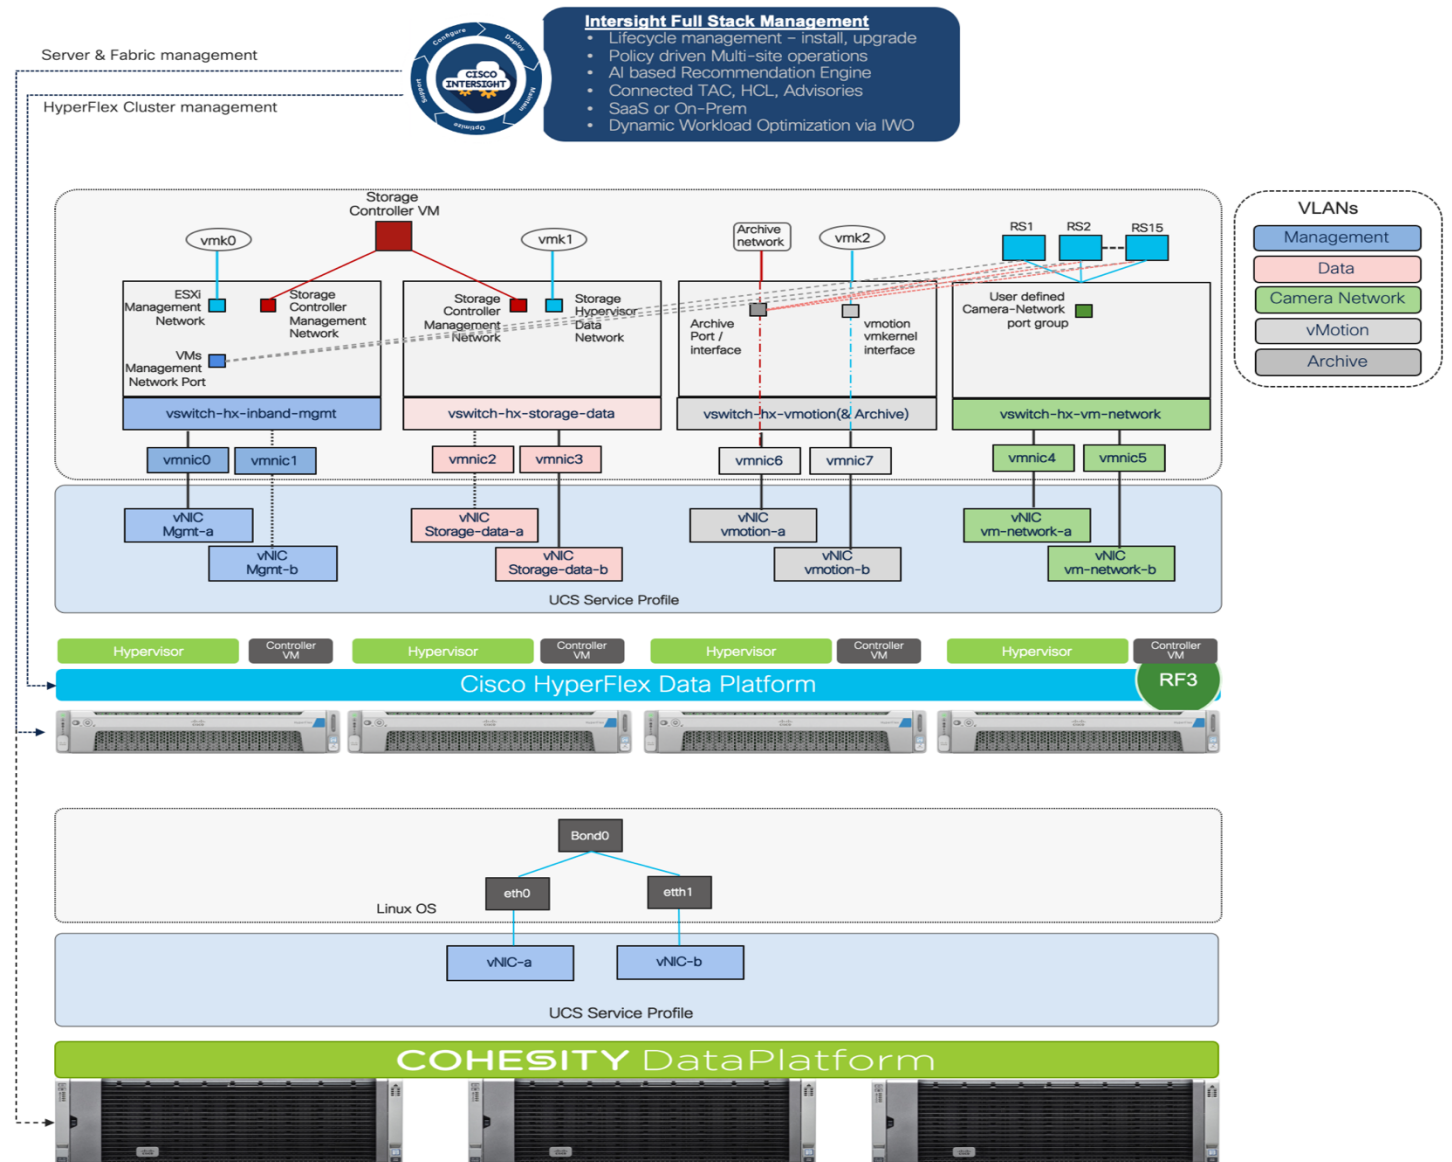 Intersight Full Stack Management
• Lifecycle management – install, upgrade
• Policy driven Multi-site operations
• AI based Recommendation Engine
• Connected TAC, HCL, Advisories
• SaaS or On-Prem
• Dynamic Workload Optimization via IWO
Configure
Deploy
Maintain
Optimize
Support
CISCO
INTERSIGHT
Server & Fabric management
HyperFlex Cluster management
Storage
Controller VM
vmk0
vmk1
Archive
network
vmk2
RS1
RS2
RS15
ESXi
Management
Network
Storage
Controller
Management
Network
VMs
Management
Network Port
Storage
Controller
Management
Network
Storage
Hypervisor
Data
Network
Archive
Port /
interface
vmotion
vmkernel
interface
User defined
Camera-Network
port group
vswitch-hx-inband-mgmt
vswitch-hx-storage-data
vswitch-hx-vmotion(& Archive)
vswitch-hx-vm-network
vmnic0
vmnic1
vmnic2
vmnic3
vmnic6
vmnic7
vmnic4
vmnic5
vNIC
Mgmt-a
vNIC
Mgmt-b
vNIC
Storage-data-a
vNIC
Storage-data-b
vNIC
vmotion-a
vNIC
vmotion-b
vNIC
vm-network-a
vNIC
vm-network-b
UCS Service Profile
VLANs
Management
Data
Camera Network
vMotion
Archive
Hypervisor
Controller
VM
Hypervisor
Controller
VM
Hypervisor
Controller
VM
Hypervisor
Controller
VM
Cisco HyperFlex Data Platform
RF3
Bond0
eth0
etth1
Linux OS
vNIC-a
vNIC-b
UCS Service Profile
COHESITY DataPlatform